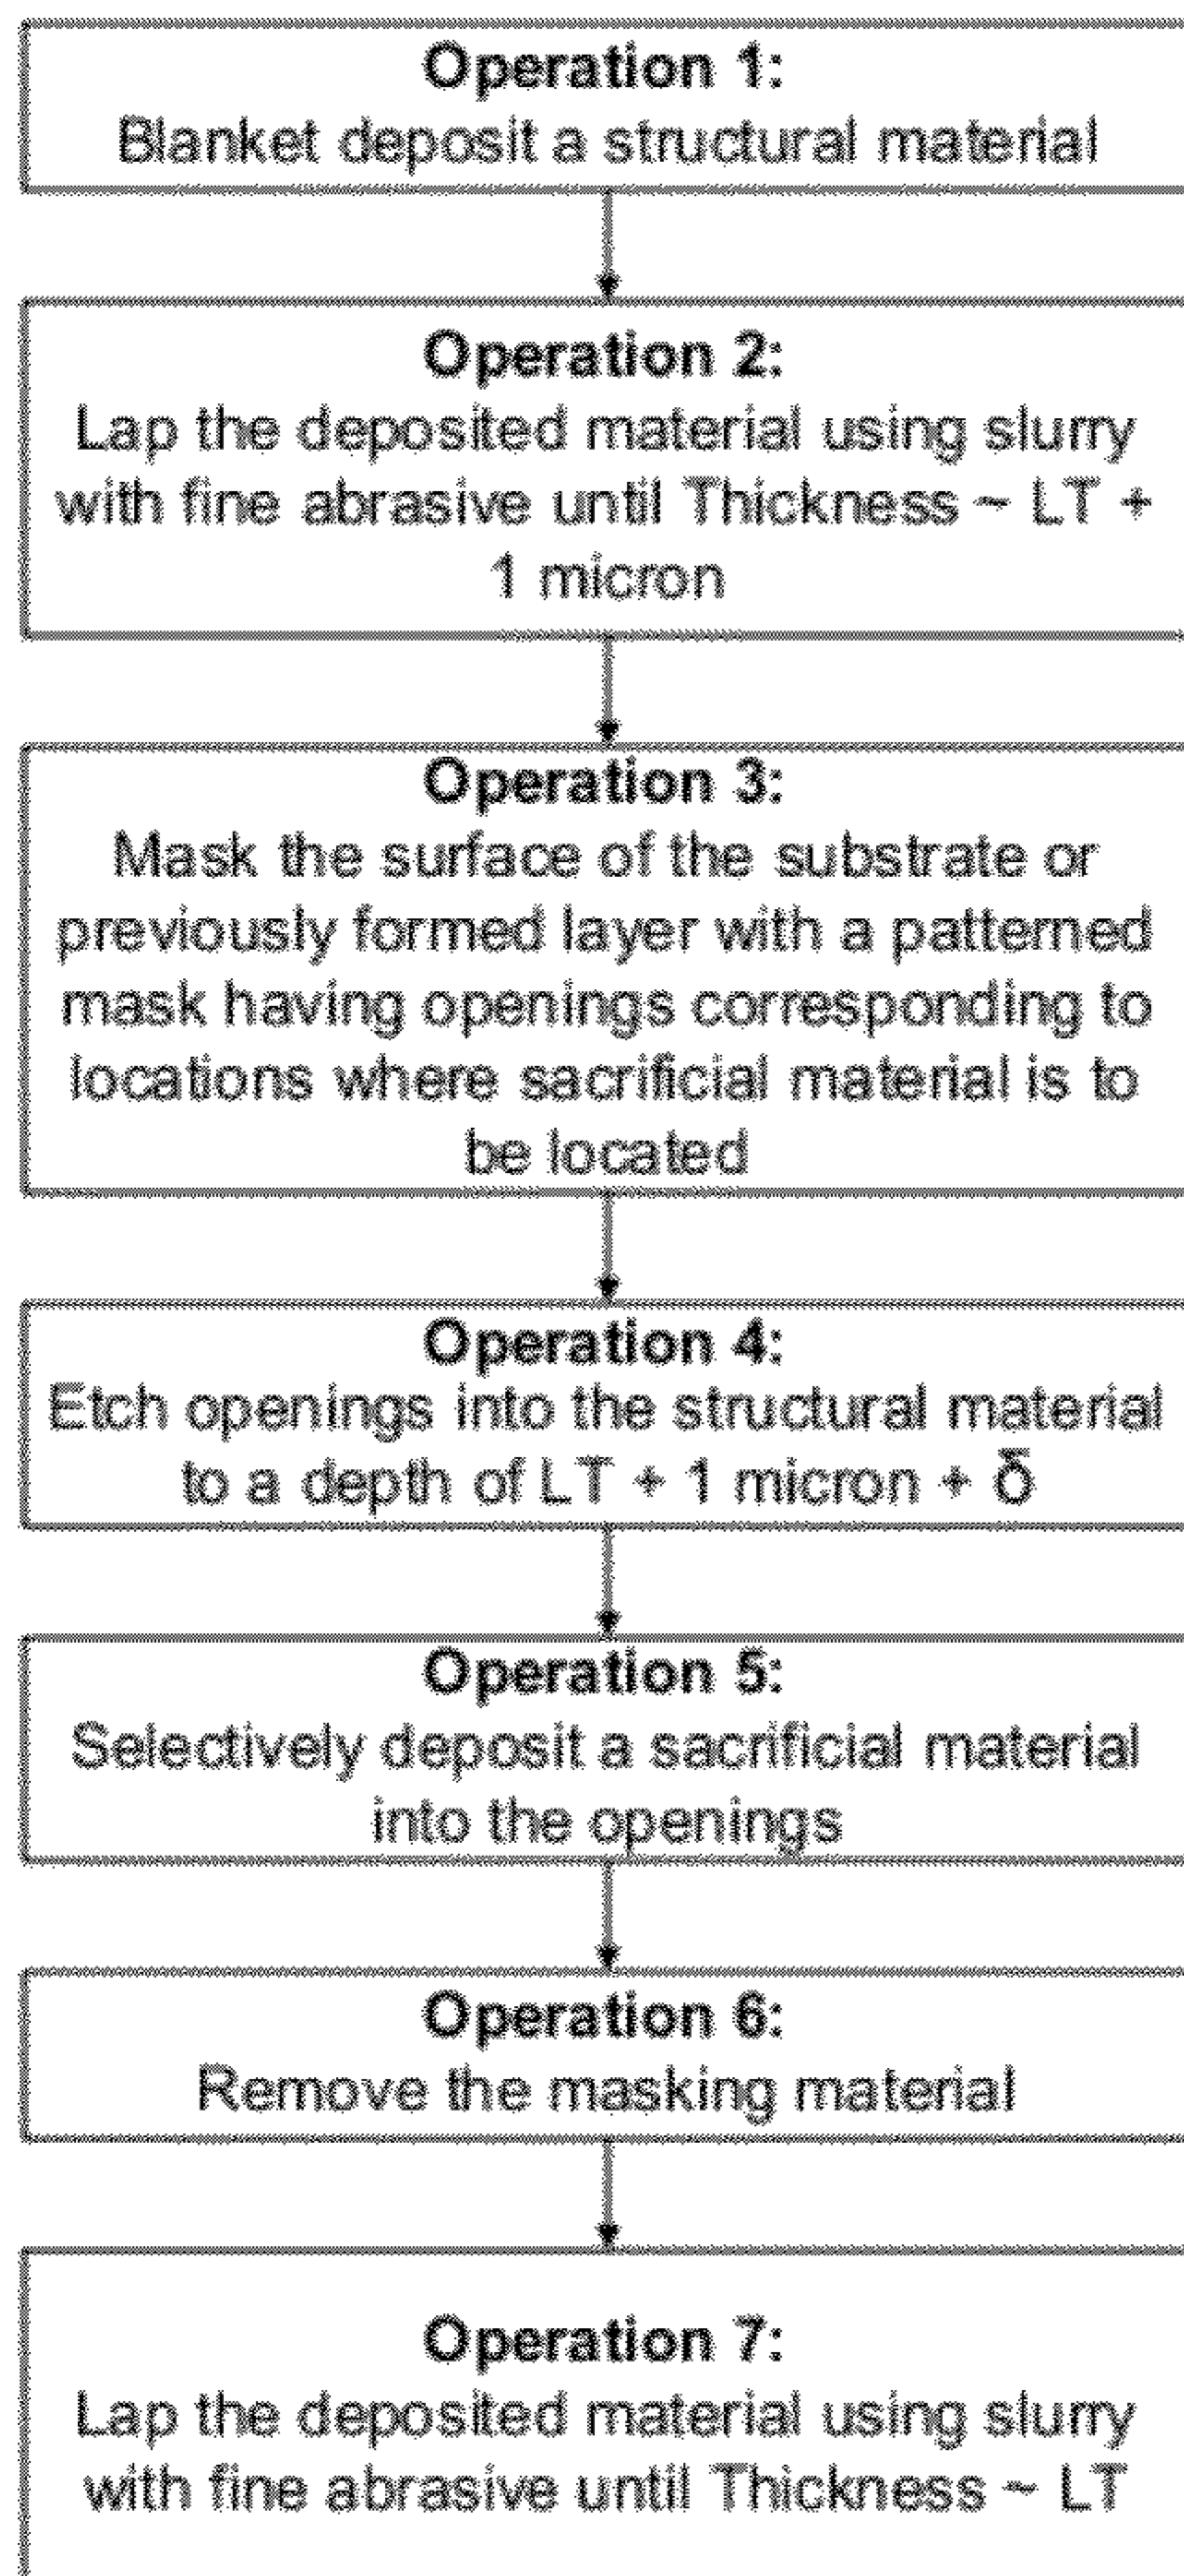 Operation 1:
Blanket deposit a structural material
Operation 2:
Lap the deposited material using slurry
with fine abrasive until Thickness ~ LT +
1 micron
Operation 3:
Mask the surface of the substrate or
previously formed layer with a patterned
mask having openings corresponding to
locations where sacrificial material is to
be located
Operation 4:
Etch openings into the structural material
to a depth of LT + 1 micron + δ
Operation 5:
Selectively deposit a sacrificial material
into the openings
Operation 6:
Remove the masking material
Operation 7:
Lap the deposited material using slurry
with fine abrasive until Thickness ~ LT